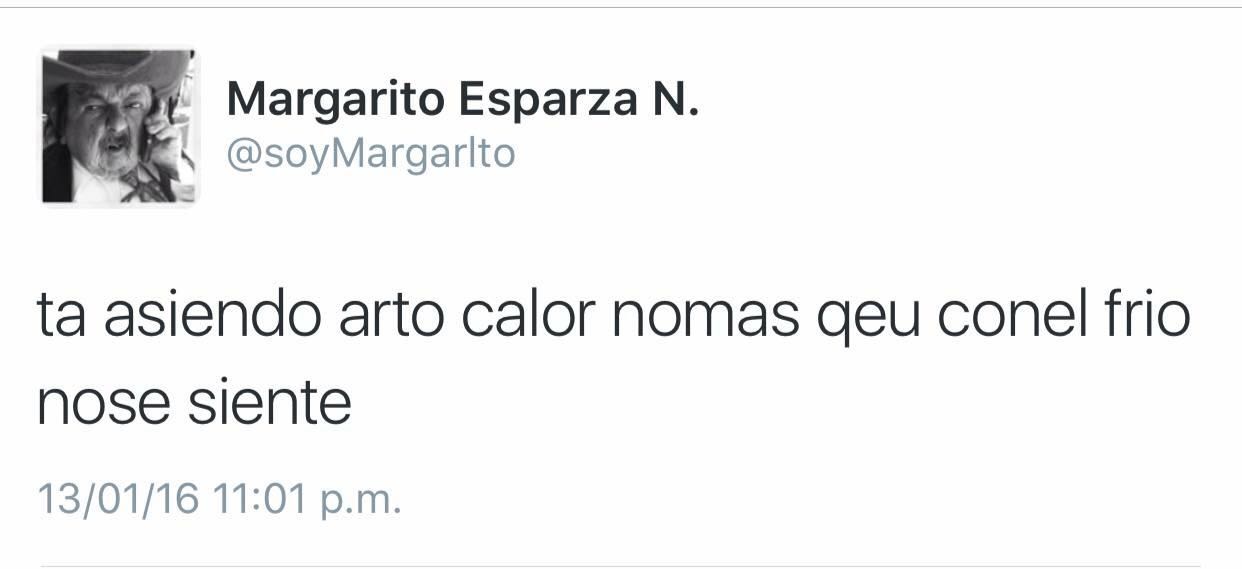 Margarito Esparza N.
@soyMargarlto
ta asiendo arto calor nomas qeu conel frio
nose siente
13/01/16 11:01 p.m.